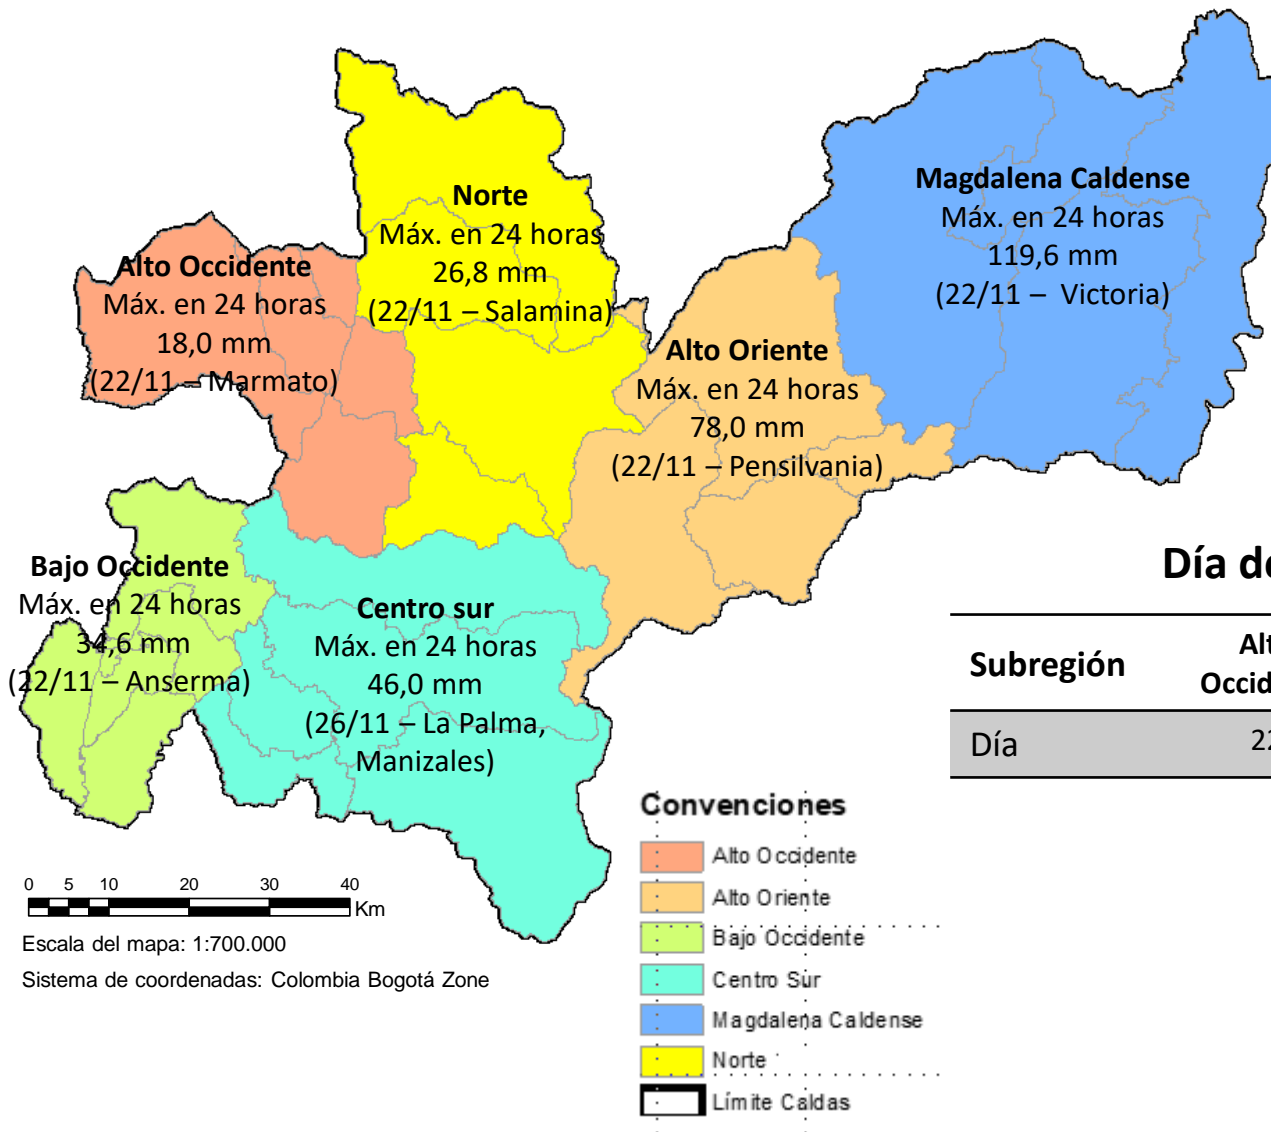 Magdalena Caldense
Máx. en 24 horas
119,6 mm
(22/11 – Victoria)
Norte
Máx. en 24 horas
26,8 mm
(22/11 – Salamina)
Alto Occidente
Máx. en 24 horas
18,0 mm
(22/11 – Marmato)
Alto Oriente
Máx. en 24 horas
78,0 mm
(22/11 – Pensilvania)
Bajo Occidente
Máx. en 24 horas
34,6 mm
(22/11 – Anserma)
Centro sur
Máx. en 24 horas
46,0 mm
(26/11 – La Palma,
Manizales)
Día
Subregión
Día
Convenciones
Alto Occidente
Alto Oriente
Bajo Occidente
Centro Sur
Magdalena Caldense
Norte
Límite Caldas
0 5 10 20 30 40
Km
Escala del mapa: 1:700.000
Sistema de coordenadas: Colombia Bogotá Zone